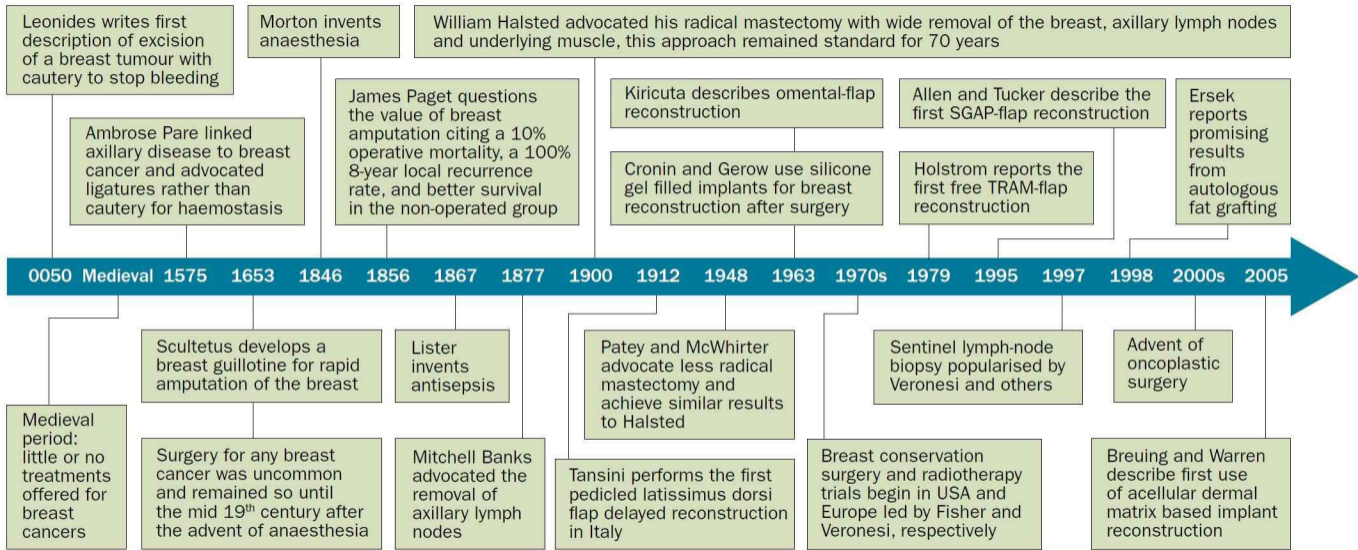 Leonides writes first
description of excision
of a breast tumour with
cautery to stop bleeding
Morton invents
anaesthesia
William Halsted advocated his radical mastectomy with wide removal of the breast, axillary lymph nodes
and underlying muscle, this approach remained standard for 70 years
Ambrose Pare linked
axillary disease to breast
cancer and advocated
ligatures rather than
cautery for haemostasis
James Paget questions
the value of breast
amputation citing a 10%
operative mortality, a 100%
8-year local recurrence
rate, and better survival
in the non-operated group
Kiricuta describes omental-flap
reconstruction
Cronin and Gerow use silicone
gel filled implants for breast
reconstruction after surgery
Allen and Tucker describe the
first SGAP-flap reconstruction
Holstrom reports the
first free TRAM-flap
reconstruction
Ersek
reports
promising
results
from
autologous
fat grafting
0050 Medieval 1575 1653 1846 1856 1867 1877 1900 1912 1948 1963 1970s 1979 1995 1997 1998 2000s 2005
Medieval
period:
little or no
treatments
offered for
breast
cancers
Scultetus develops a
breast guillotine for rapid
amputation of the breast
Surgery for any breast
cancer was uncommon
and remained so until
the mid 19th century after
the advent of anaesthesia
Lister
invents
antisepsis
Mitchell Banks
advocated the
removal of
axillary lymph
nodes
Patey and McWhirter
advocate less radical
mastectomy and
achieve similar results
to Halsted
Tansini performs the first
pedicled latissimus dorsi
flap delayed reconstruction
in Italy
Sentinel lymph-node
biopsy popularised by
Veronesi and others
Breast conservation
surgery and radiotherapy
trials begin in USA and
Europe led by Fisher and
Veronesi, respectively
Advent of
oncoplastic
surgery
Breuing and Warren
describe first use
of acellular dermal
matrix based implant
reconstruction